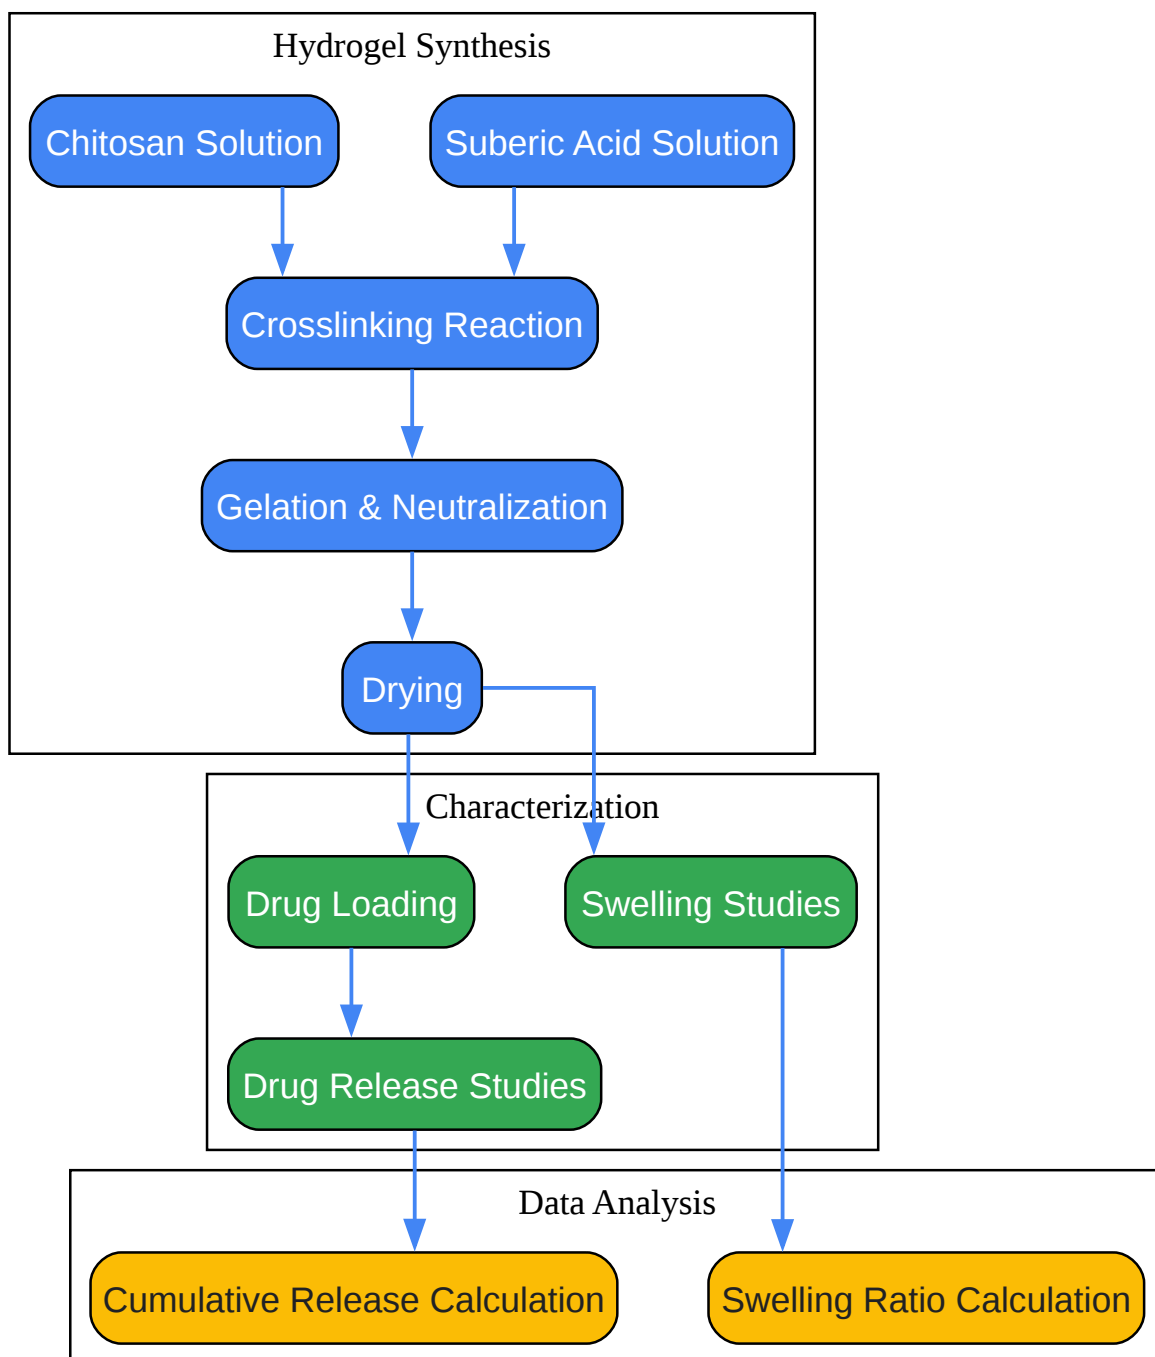 Hydrogel Synthesis
Chitosan Solution
Suberic Acid Solution
Crosslinking Reaction
Gelation & Neutralization
Drying
Characterization
Drug Loading
Swelling Studies
Drug Release Studies
Data Analysis
Cumulative Release Calculation
Swelling Ratio Calculation